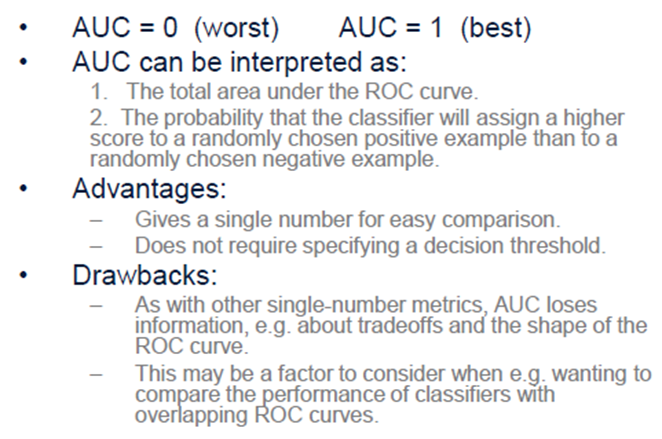 • AUC = 0 (worst) AUC = 1 (best)
• AUC can be interpreted as:
1. The total area under the ROC curve.
2. The probability that the classifier will assign a higher
score to a randomly chosen positive example than to a
randomly chosen negative example.
• Advantages:
– Gives a single number for easy comparison.
– Does not require specifying a decision threshold.
• Drawbacks:
– As with other single-number metrics, AUC loses
information, e.g. about tradeoffs and the shape of the
ROC curve.
– This may be a factor to consider when e.g. wanting to
compare the performance of classifiers with
overlapping ROC curves.